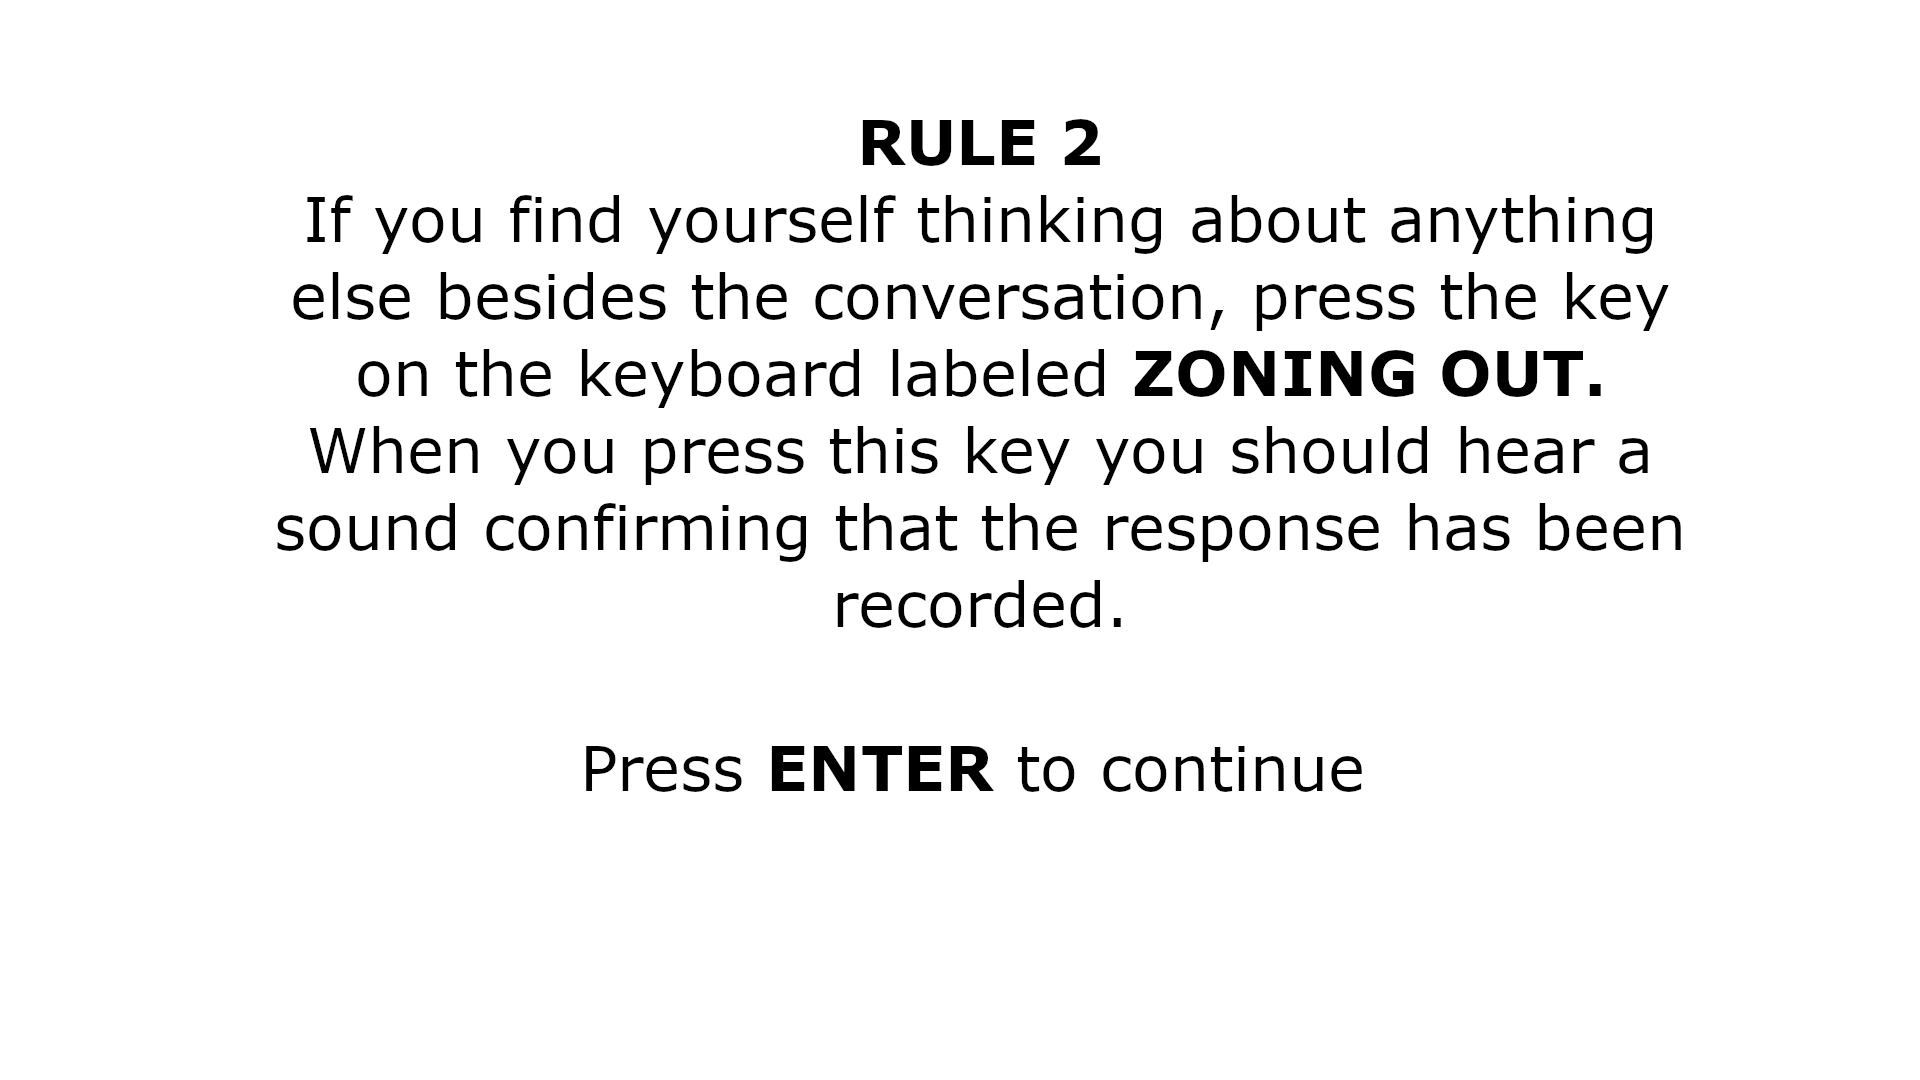 RULE 2
If you find yourself thinking about anything
else besides the conversation, press the key
on the keyboard labeled ZONING OUT.
When you press this key you should hear a
sound confirming that the response has been
recorded.
Press ENTER to continue